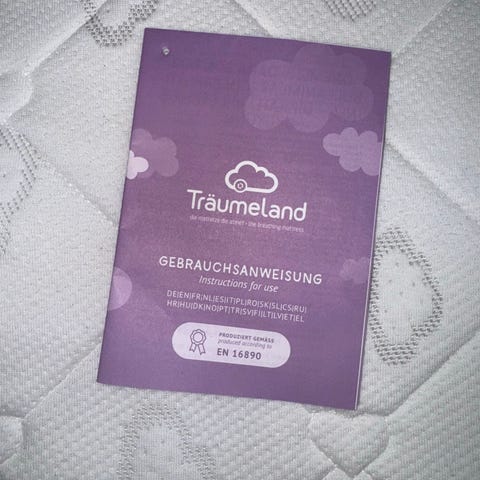 Träumeland
die matratze die atmet - the breathing mattress
GEBRAUCHSANWEISUNG
Instructions for use
DE|EN|FR|NL|ES|IT|PL|RO|SK|SL|CS|RU|
HR|HU|DK|NO|PT|TR|SV|FI|LT|LV|ET|EL
PRODUZIERT GEMÄSS
produced according to
EN 16890